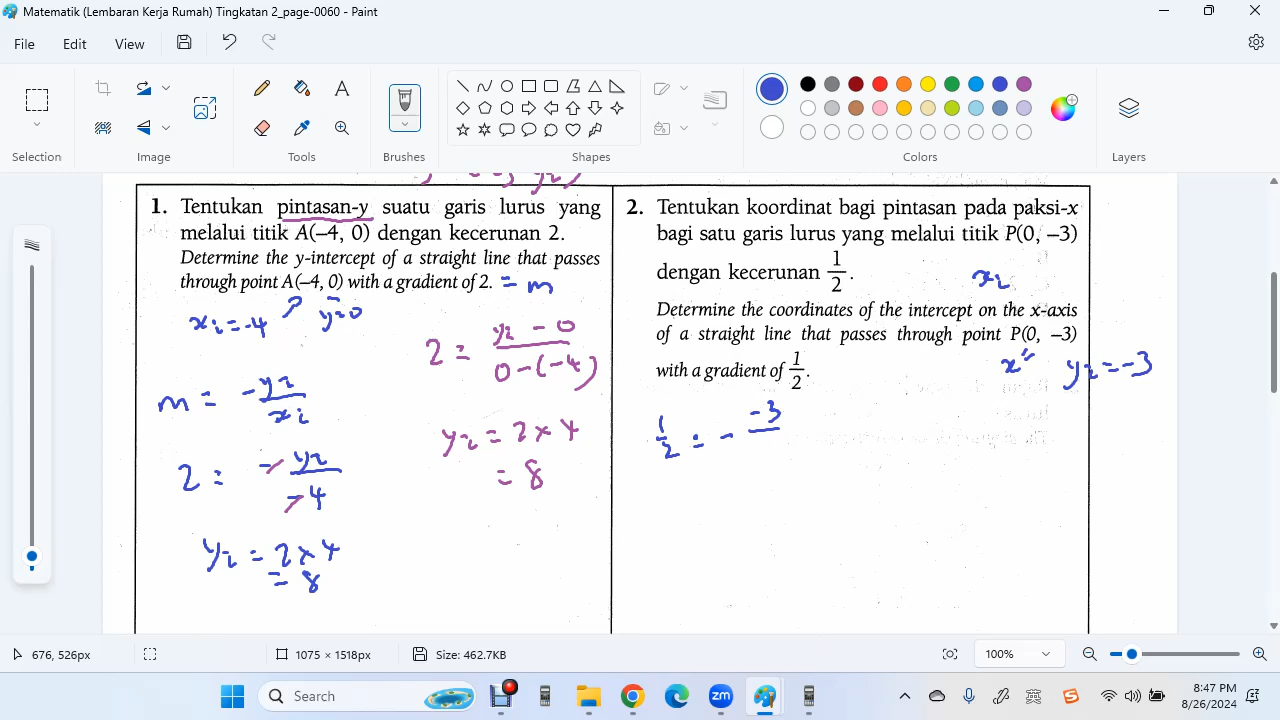 Matematik (Lembaran Kerja Rumah) Tingkatan 2_page-0060 - Paint
File Edit View
Selection Image Tools Brushes Shapes Colors Layers
1. Tentukan pintasan-y suatu garis lurus yang
melalui titik A(–4, 0) dengan kecerunan 2.
Determine the y-intercept of a straight line that passes
through point A(–4, 0) with a gradient of 2. = m
xi = -4 y=0
m = -y2/xi
2 = -y2/-4
y2 = 2 x 4
= 8
2 = y2 - 0/0-(-4)
y2 = 2 x 4
= 8
2. Tentukan koordinat bagi pintasan pada paksi-x
bagi satu garis lurus yang melalui titik P(0, –3)
dengan kecerunan 1/2.
xi
Determine the coordinates of the intercept on the x-axis
of a straight line that passes through point P(0, –3)
with a gradient of 1/2.
y2 = -3
1/2 = - -3
676, 526px
1075 × 1518px
Size: 462.7KB
100%
Search
zm
英
8:47 PM
8/26/2024